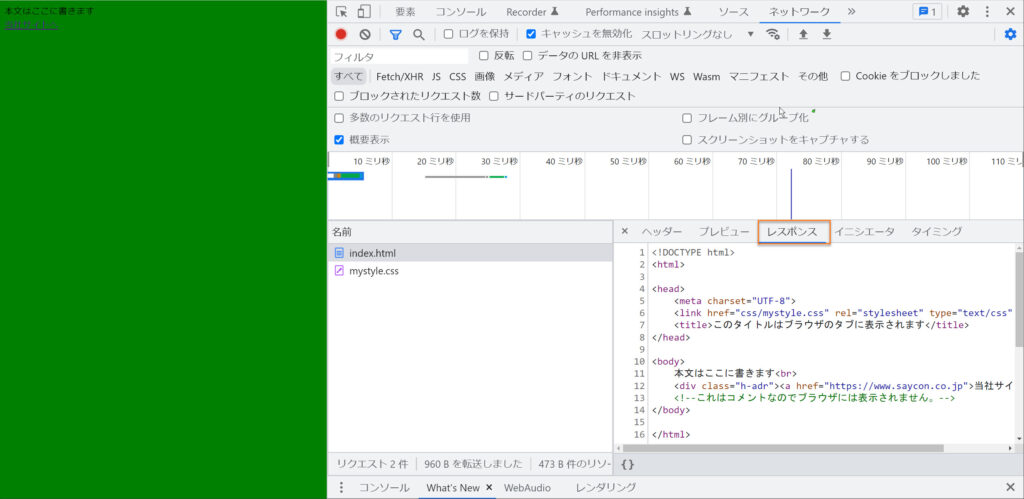 本文はここに書きます
当社サイトへ
要素 コンソール Recorder Performance insights ソース ネットワーク 1
ログを保持 キャッシュを無効化 スロットリングなし
フィルタ 反転 データの URL を非表示
すべて Fetch/XHR JS CSS 画像 メディア フォント ドキュメント WS Wasm マニフェスト その他 Cookie をブロックしました
ブロックされたリクエスト数 サードパーティのリクエスト
多数のリクエスト行を使用 フレーム別にグループ化
概要表示 スクリーンショットをキャプチャする
10 ミリ秒 20 ミリ秒 30 ミリ秒 40 ミリ秒 50 ミリ秒 60 ミリ秒 70 ミリ秒 80 ミリ秒 90 ミリ秒 100 ミリ秒 110 ミリ
名前
index.html
mystyle.css
× ヘッダー プレビュー レスポンス イニシエータ タイミング
1 <!DOCTYPE html>
2 <html>
3
4 <head>
5 <meta charset="UTF-8">
6 <link href="css/mystyle.css" rel="stylesheet" type="text/css"
7 <title>このタイトルはブラウザのタブに表示されます</title>
8 </head>
9
10 <body>
11 本文はここに書きます<br>
12 <div class="h-adr"><a href="https://www.saycon.co.jp">当社サイ
13 <!--これはコメントなのでブラウザには表示されません。-->
14 </body>
15
16 </html>
リクエスト 2 件 960 B を転送しました 473 B 件のリソー
{}
コンソール What's New × WebAudio レンダリング